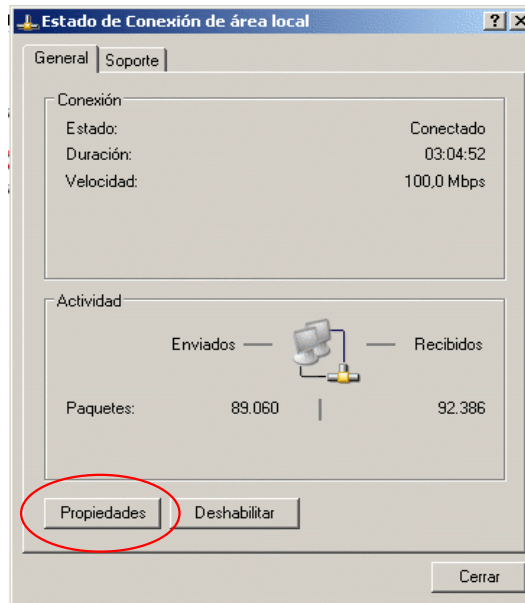 Estado de Conexión de área local
General Soporte
Conexión
Estado: Conectado
Duración: 03:04:52
Velocidad: 100,0 Mbps
Actividad
Enviados Recibidos
Paquetes: 89.060 92.386
Propiedades Deshabilitar
Cerrar